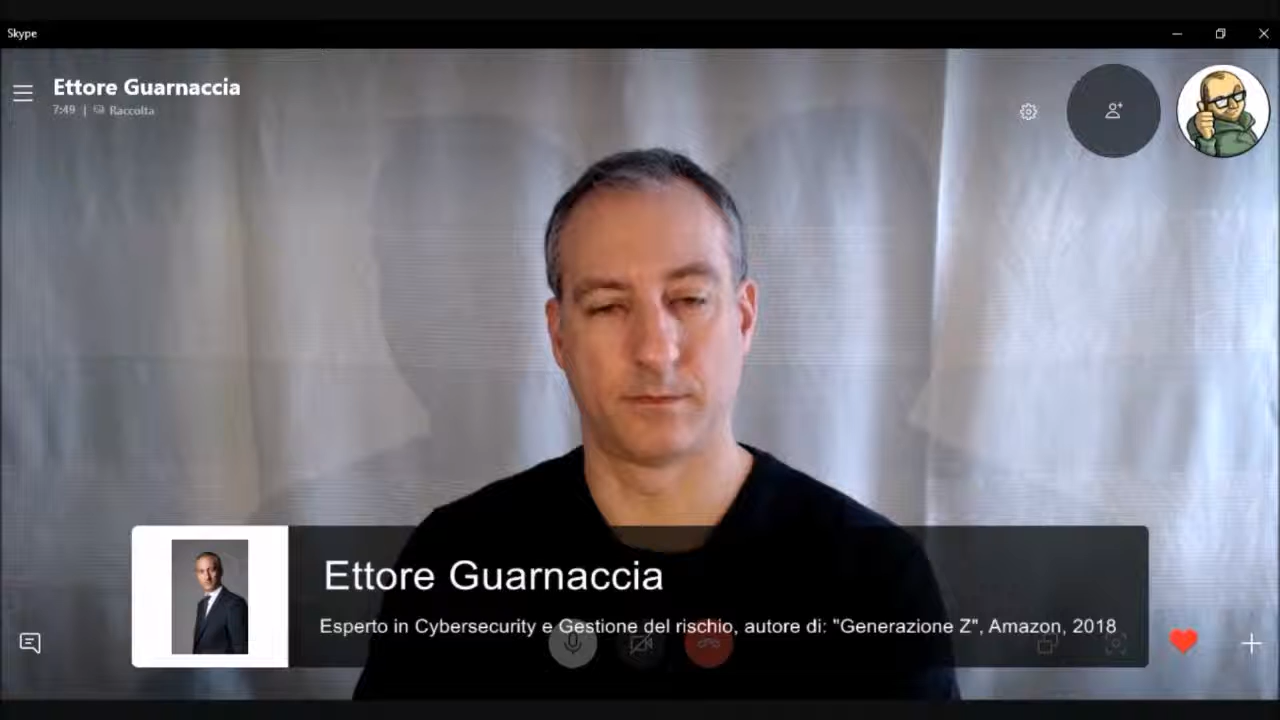 Skype
Ettore Guarnaccia
7:49 | Raccolta
Ettore Guarnaccia
Esperto in Cybersecurity e Gestione del rischio, autore di: "Generazione Z", Amazon, 2018